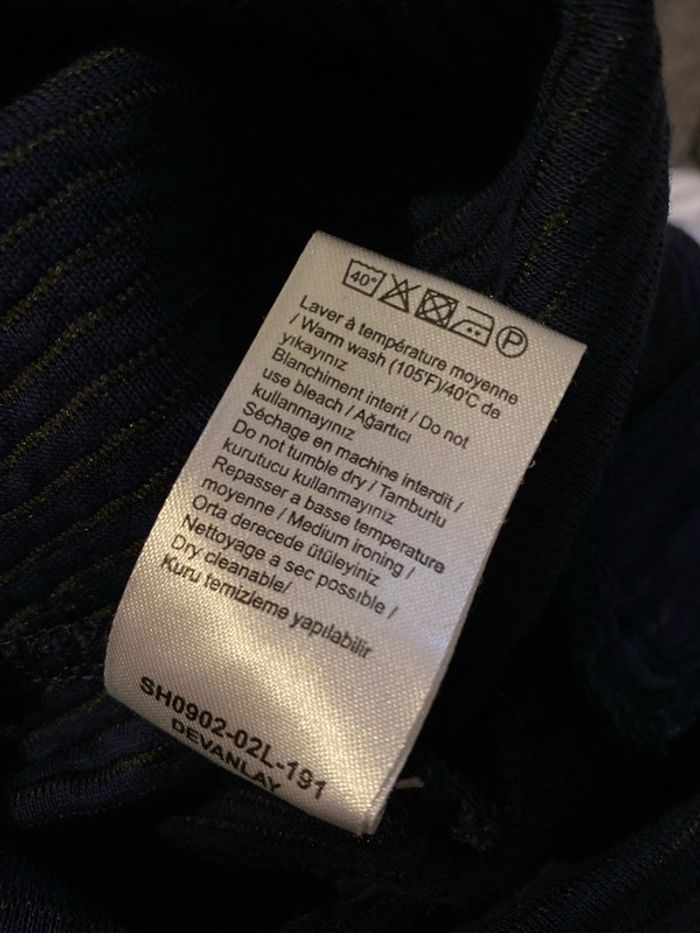 40° P
Laver à température moyenne
/ Warm wash (105°F)/40°C de
yıkayınız
Blanchiment interit / Do not
use bleach / Ağartıcı
kullanmayınız
Séchage en machine interdit /
Do not tumble dry / Tamburlu
kurutucu kullanmayınız
Repasser a basse temperature
moyenne / Medium ironing /
Orta derecede ütüleyiniz
Nettoyage a sec possible /
Dry cleanable/
Kuru temizleme yapılabilir
SH0902-02L-191
DEVANLAY